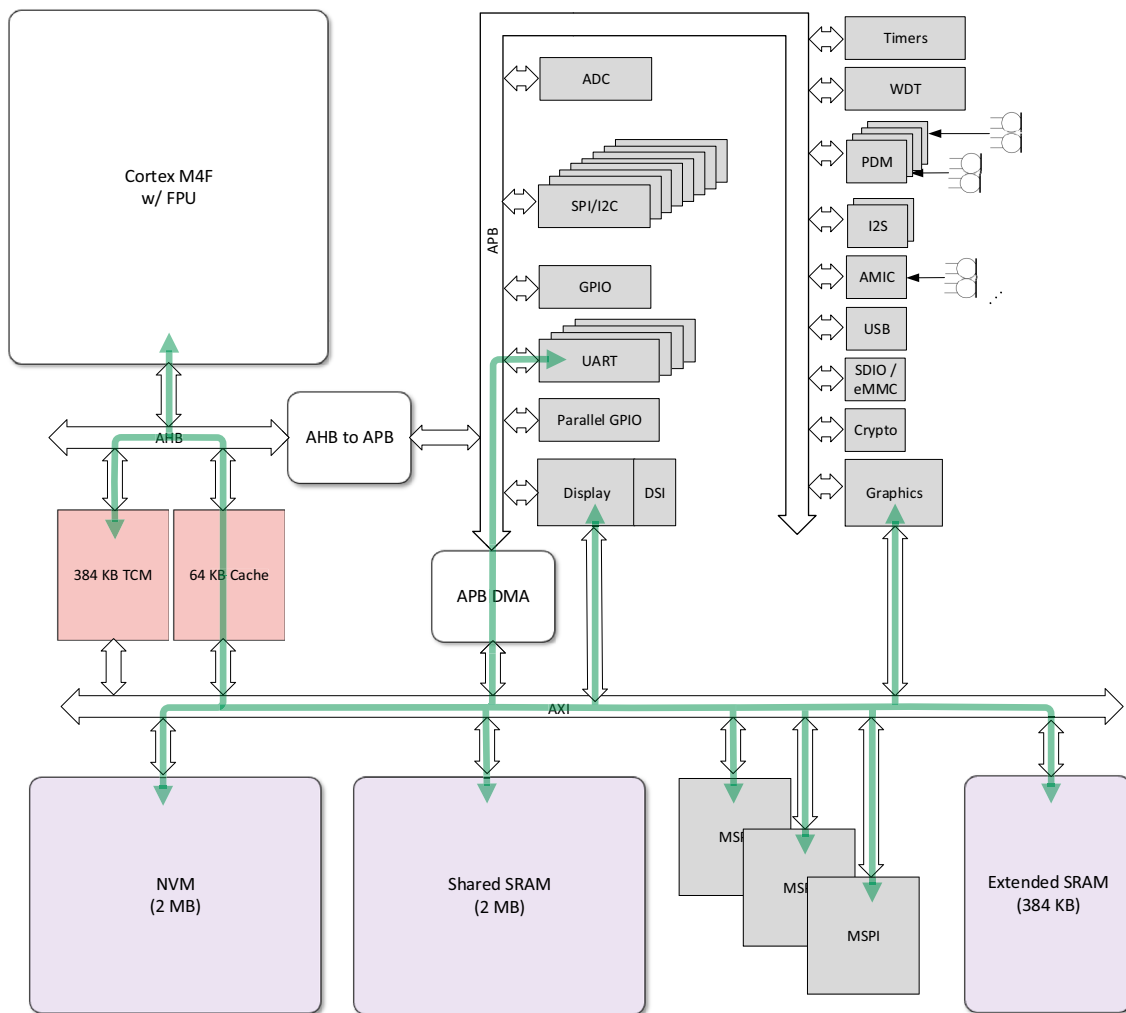 Cortex M4F
w/ FPU
AHB
AHB to APB
384 KB TCM
64 KB Cache
APB
ADC
SPI/I2C
GPIO
UART
Parallel GPIO
Display
DSI
APB DMA
Timers
WDT
PDM
I2S
AMIC
...
USB
SDIO /
eMMC
Crypto
Graphics
AXI
NVM
(2 MB)
Shared SRAM
(2 MB)
MSP
MSP
MSPI
Extended SRAM
(384 KB)